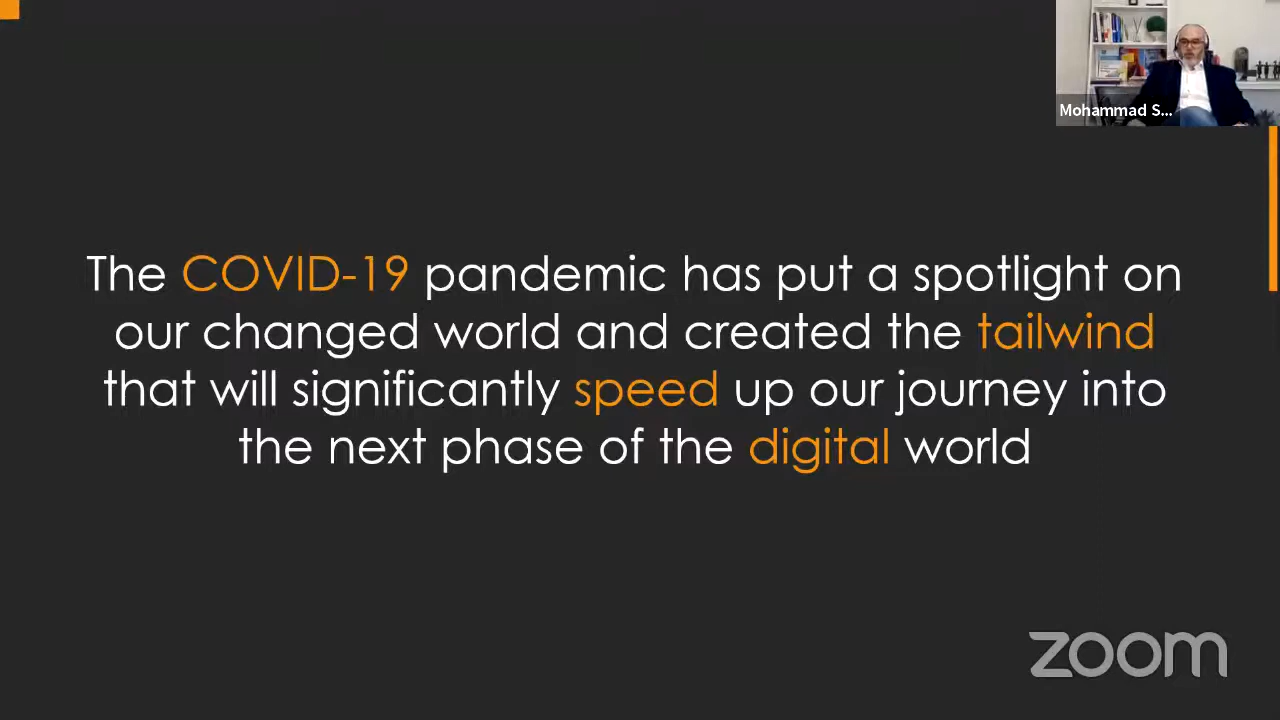 Mohammad S...
The COVID-19 pandemic has put a spotlight on
our changed world and created the tailwind
that will significantly speed up our journey into
the next phase of the digital world
zoom